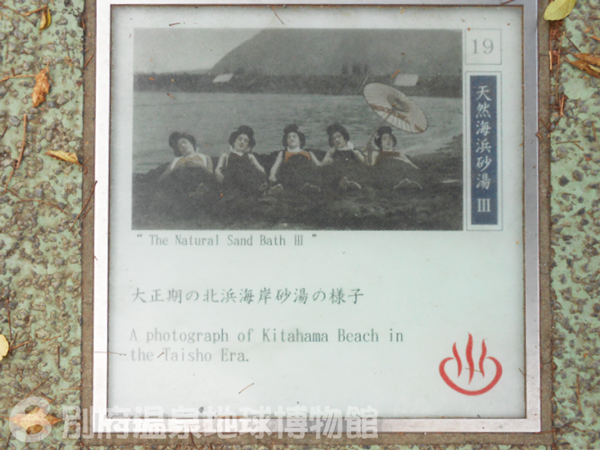 19
天然海浜砂湯 Ⅲ
“ The Natural Sand Bath Ⅲ ”
大正期の北浜海岸砂湯の様子
A photograph of Kitahama Beach in
the Taisho Era.
別府温泉地球博物館